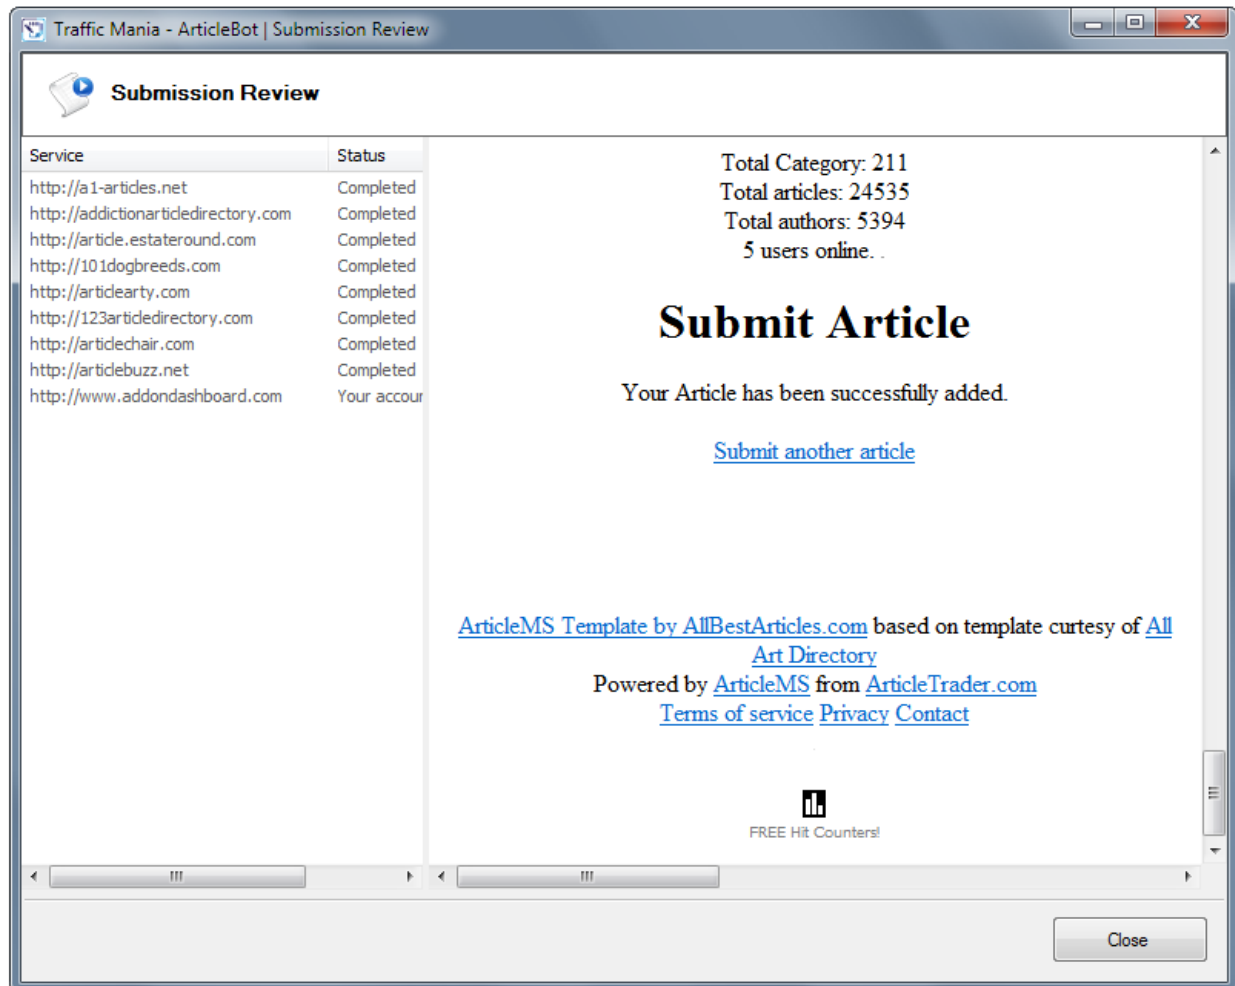 Traffic Mania - ArticleBot | Submission Review
Submission Review
Service Status
http://a1-articles.net Completed
http://addictionarticledirectory.com Completed
http://article.estateround.com Completed
http://101dogbreeds.com Completed
http://articlearty.com Completed
http://123articledirectory.com Completed
http://articlechair.com Completed
http://articlebuzz.net Completed
http://www.addondashboard.com Your accour
Total Category: 211
Total articles: 24535
Total authors: 5394
5 users online. .
Submit Article
Your Article has been successfully added.
Submit another article
ArticleMS Template by AllBestArticles.com based on template curtesy of All
Art Directory
Powered by ArticleMS from ArticleTrader.com
Terms of service Privacy Contact
FREE Hit Counters!
Close